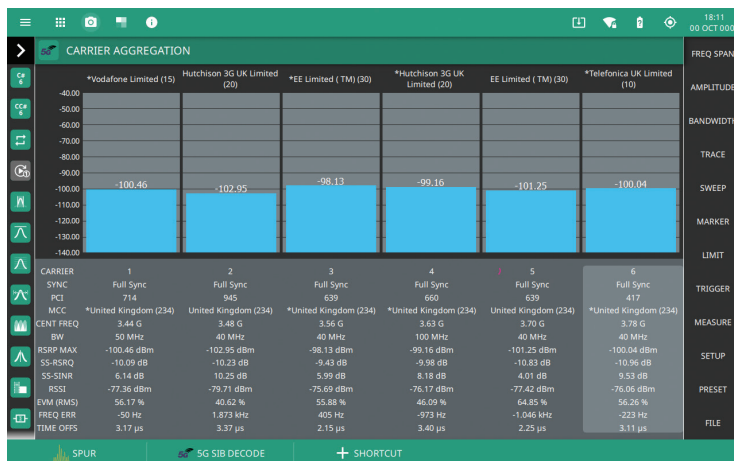 18:11
00 OCT 000
5G CARRIER AGGREGATION
FREQ SPAN
AMPLITUDE
BANDWIDTH
TRACE
SWEEP
MARKER
LIMIT
TRIGGER
MEASURE
SETUP
PRESET
FILE
C#
6
CC#
6
*Vodafone Limited (15)
Hutchison 3G UK Limited
(20)
*EE Limited ( TM) (30)
*Hutchison 3G UK
Limited (20)
EE Limited ( TM) (30)
*Telefonica UK Limited
(10)
-40.00
-50.00
-60.00
-70.00
-80.00
-90.00
-100.00
-110.00
-120.00
-130.00
-140.00
-100.46 -102.95 -98.13 -99.16 -101.25 -100.04
CARRIER 1 2 3 4 5 6
SYNC Full Sync Full Sync Full Sync Full Sync Full Sync Full Sync
PCI 714 945 639 660 639 417
MCC *United Kingdom (234) United Kingdom (234) *United Kingdom (234) *United Kingdom (234) United Kingdom (234) *United Kingdom (234)
CENT FREQ 3.44 G 3.48 G 3.56 G 3.63 G 3.70 G 3.78 G
BW 50 MHz 40 MHz 40 MHz 100 MHz 40 MHz 40 MHz
RSRP MAX -100.46 dBm -102.95 dBm -98.13 dBm -99.16 dBm -101.25 dBm -100.04 dBm
SS-RSRQ -10.09 dB -10.23 dB -9.43 dB -9.98 dB -10.83 dB -10.96 dB
SS-SINR 6.14 dB 10.25 dB 5.99 dB 8.18 dB 4.01 dB 9.53 dB
RSSI -77.36 dBm -79.71 dBm -75.69 dBm -76.17 dBm -77.42 dBm -76.06 dBm
EVM (RMS) 56.17 % 40.62 % 55.88 % 46.09 % 64.85 % 56.26 %
FREQ ERR -50 Hz 1.873 kHz 405 Hz -973 Hz -1.046 kHz -223 Hz
TIME OFFS 3.17 µs 3.37 µs 2.15 µs 3.40 µs 2.25 µs 3.11 µs
SPUR
5G 5G SIB DECODE
SHORTCUT